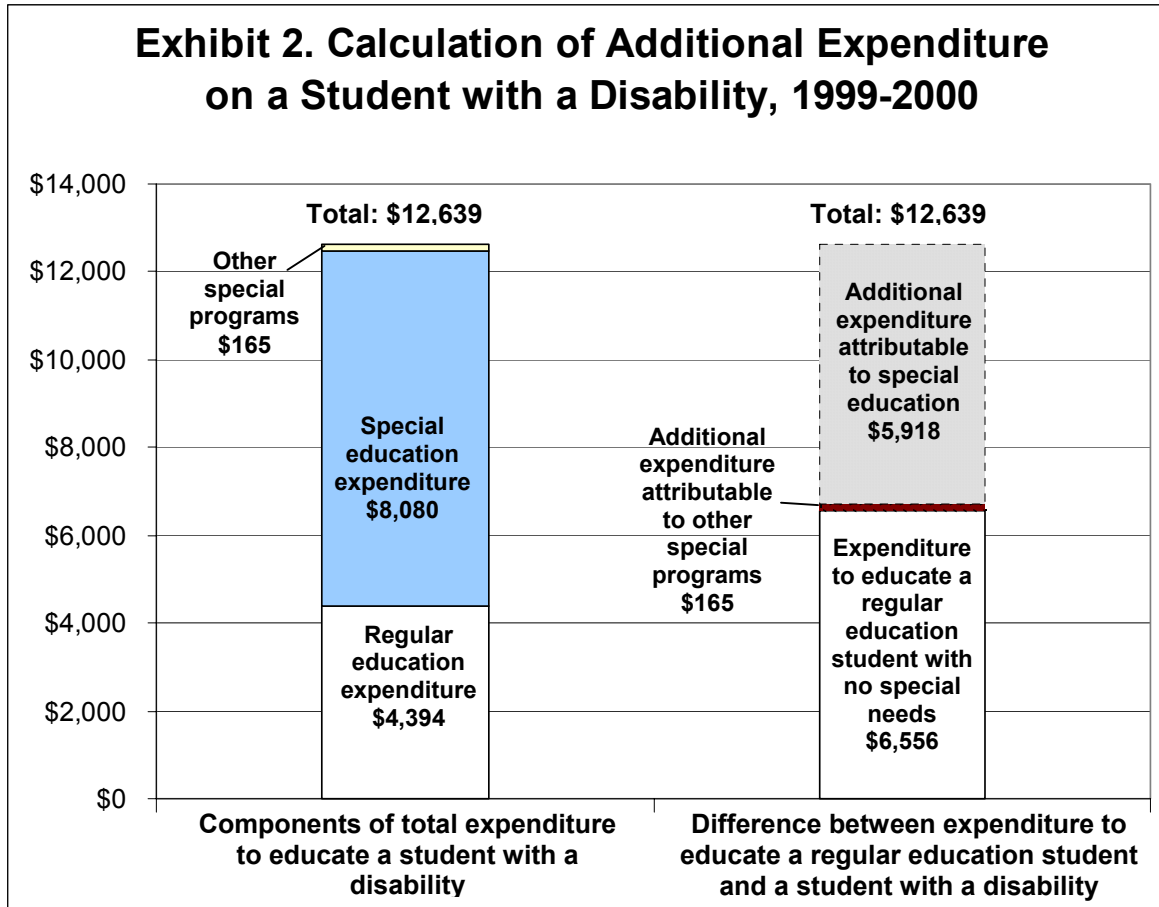 Exhibit 2. Calculation of Additional Expenditure
on a Student with a Disability, 1999-2000
$14,000
$12,000
$10,000
$8,000
$6,000
$4,000
$2,000
$0
Total: $12,639
Other
special
programs
$165
Special
education
expenditure
$8,080
Regular
education
expenditure
$4,394
Total: $12,639
Additional
expenditure
attributable
to special
education
$5,918
Additional
expenditure
attributable
to other
special
programs
$165
Expenditure
to educate a
regular
education
student with
no special
needs
$6,556
Components of total expenditure
to educate a student with a
disability
Difference between expenditure to
educate a regular education student
and a student with a disability